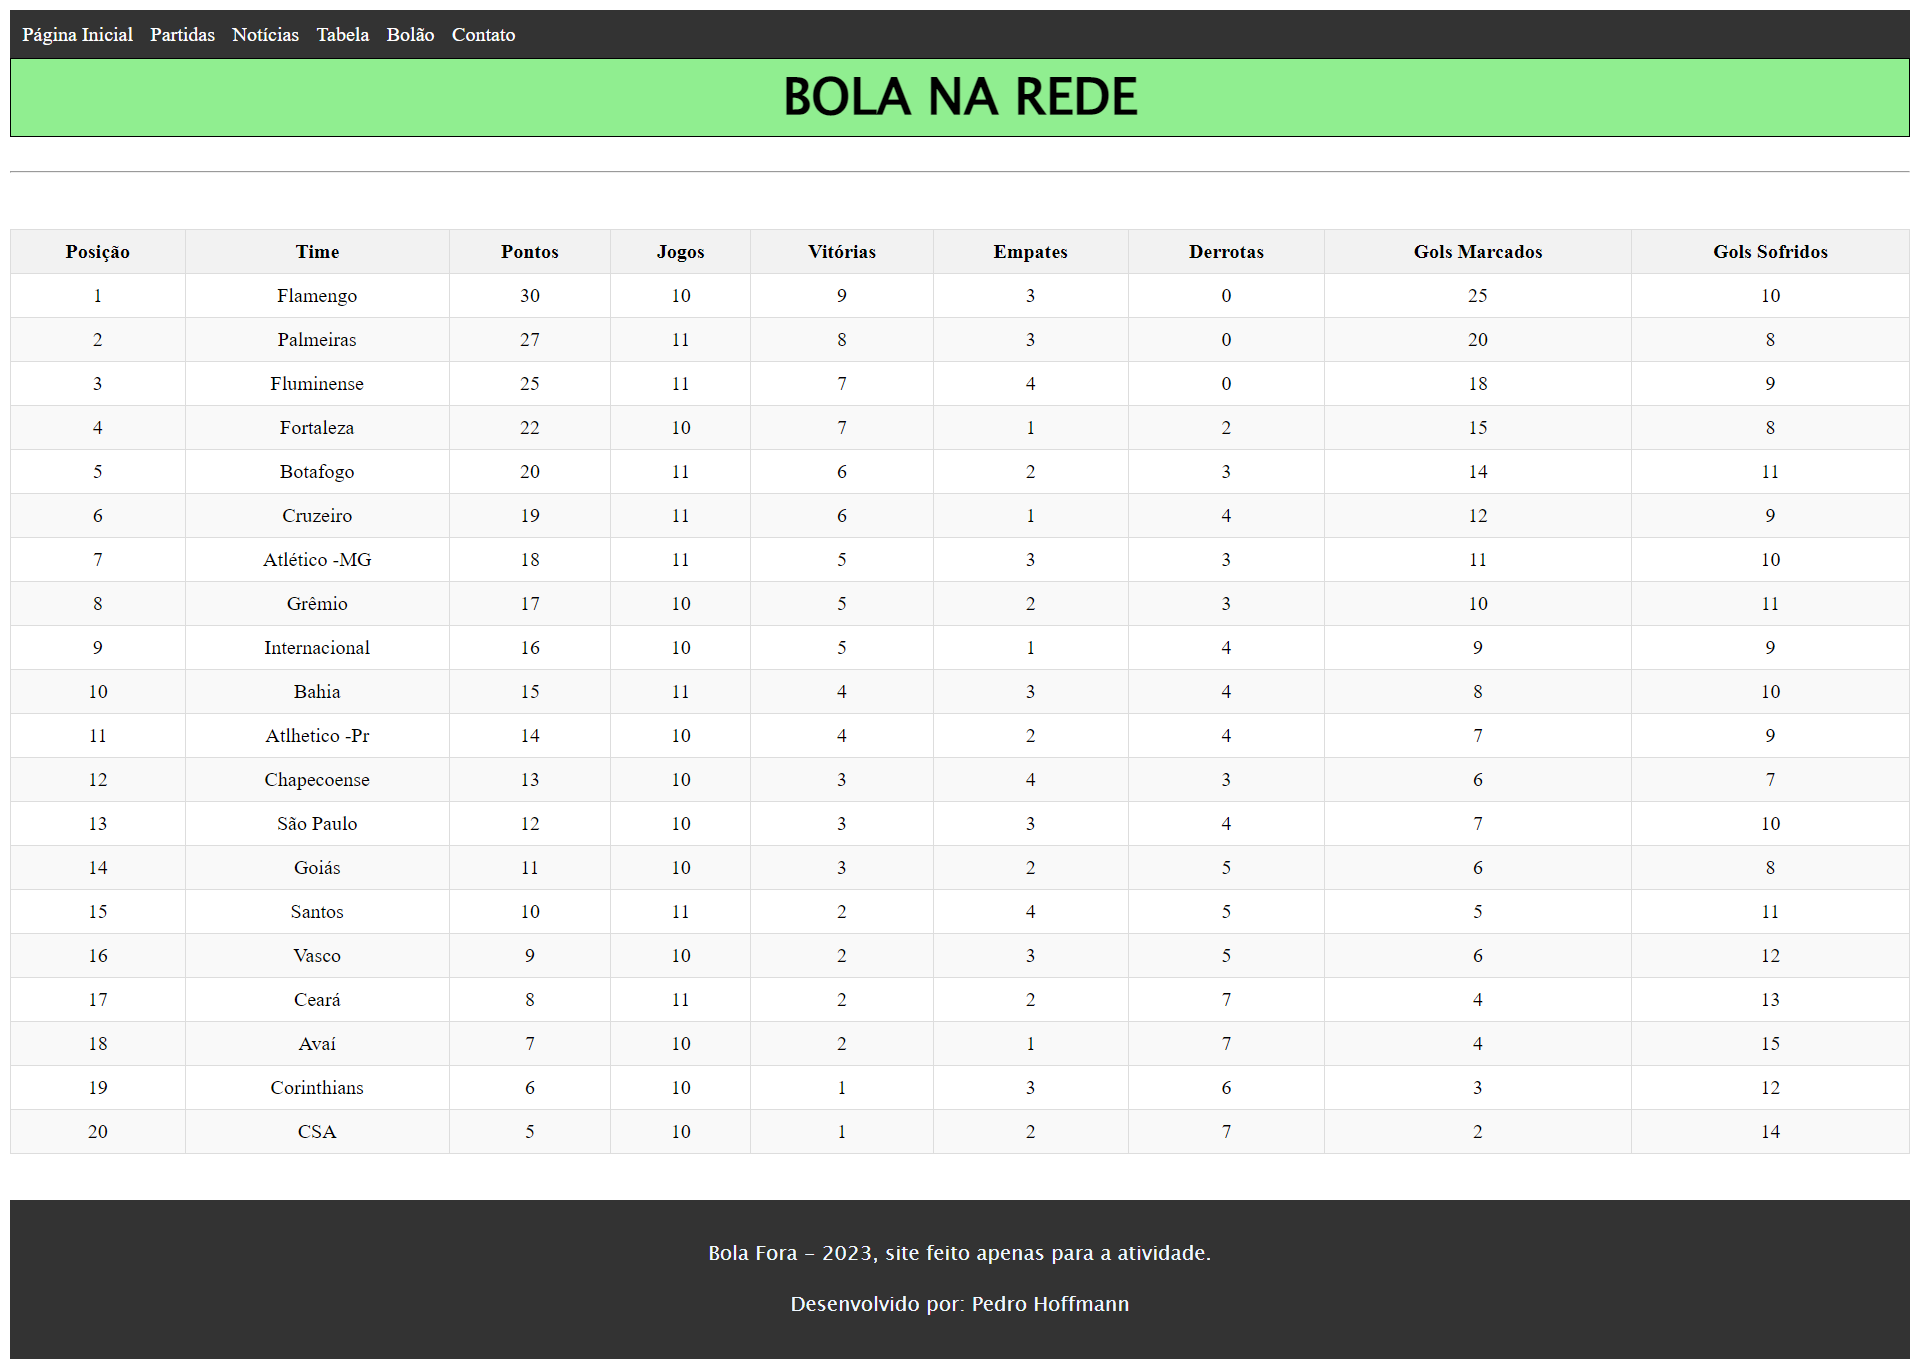 Página Inicial Partidas Notícias Tabela Bolão Contato
BOLA NA REDE
Posição Time Pontos Jogos Vitórias Empates Derrotas Gols Marcados Gols Sofridos
1 Flamengo 30 10 9 3 0 25 10
2 Palmeiras 27 11 8 3 0 20 8
3 Fluminense 25 11 7 4 0 18 9
4 Fortaleza 22 10 7 1 2 15 8
5 Botafogo 20 11 6 2 3 14 11
6 Cruzeiro 19 11 6 1 4 12 9
7 Atlético -MG 18 11 5 3 3 11 10
8 Grêmio 17 10 5 2 3 10 11
9 Internacional 16 10 5 1 4 9 9
10 Bahia 15 11 4 3 4 8 10
11 Atlhetico -Pr 14 10 4 2 4 7 9
12 Chapecoense 13 10 3 4 3 6 7
13 São Paulo 12 10 3 3 4 7 10
14 Goiás 11 10 3 2 5 6 8
15 Santos 10 11 2 4 5 5 11
16 Vasco 9 10 2 3 5 6 12
17 Ceará 8 11 2 2 7 4 13
18 Avaí 7 10 2 1 7 4 15
19 Corinthians 6 10 1 3 6 3 12
20 CSA 5 10 1 2 7 2 14
Bola Fora - 2023, site feito apenas para a atividade.
Desenvolvido por: Pedro Hoffmann